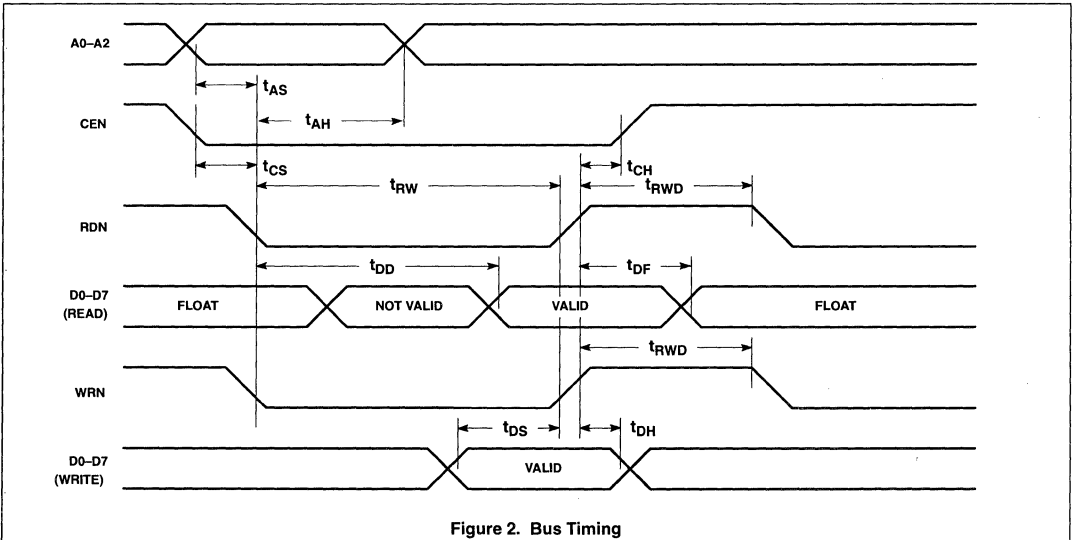 A0–A2
tAS
CEN
tAH
tCS
tCH
tRW
tRWD
RDN
tDD
tDF
D0–D7
(READ)
FLOAT
NOT VALID
VALID
FLOAT
tRWD
WRN
tDS
tDH
D0–D7
(WRITE)
VALID
Figure 2. Bus Timing